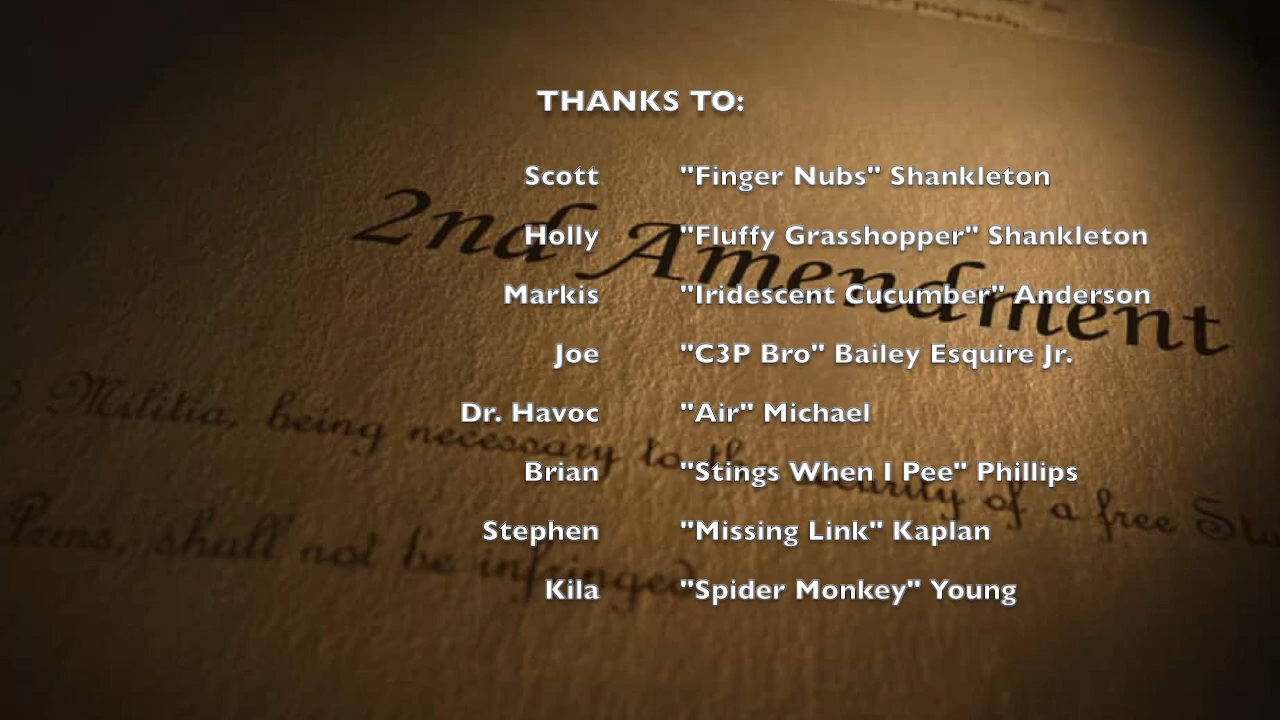 property.
THANKS TO:
Scott "Finger Nubs" Shankleton
2nd Amendment
Holly "Fluffy Grasshopper" Shankleton
Markis "Iridescent Cucumber" Anderson
Joe "C3P Bro" Bailey Esquire Jr.
Dr. Havoc "Air" Michael
Militia, being necessary to the security of a free
Brian "Stings When I Pee" Phillips
Stephen "Missing Link" Kaplan
Arms, shall not be infringed
Kila "Spider Monkey" Young